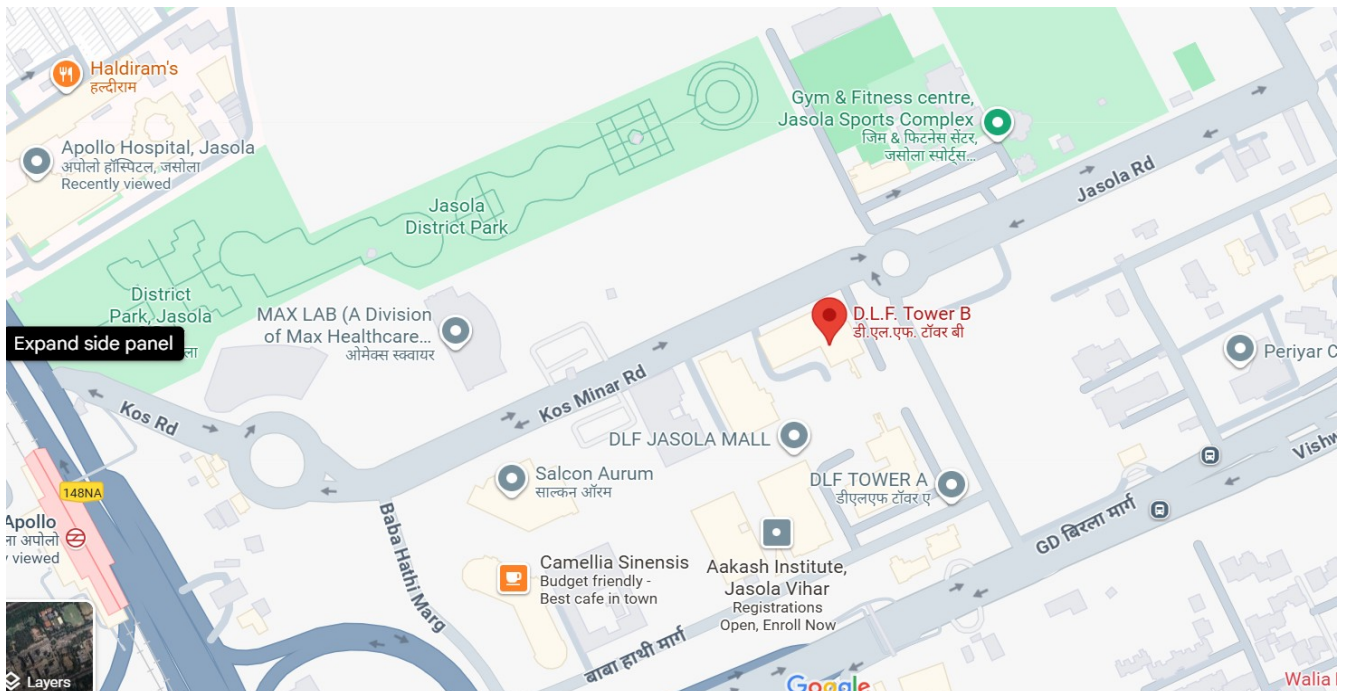 Haldiram's
हल्दीराम
Apollo Hospital, Jasola
अपोलो हॉस्पिटल, जसोला
Recently viewed
Gym & Fitness centre,
Jasola Sports Complex
जिम & फिटनेस सेंटर,
जसोला स्पोर्ट्स...
Jasola Rd
Jasola
District Park
District
Park, Jasola
ला
Expand side panel
MAX LAB (A Division
of Max Healthcare...
ओमेक्स स्क्वायर
D.L.F. Tower B
डी.एल.एफ. टॉवर बी
Periyar C
Kos Rd
Kos Minar Rd
DLF JASOLA MALL
Salcon Aurum
साल्कन ऑरम
DLF TOWER A
डीएलएफ टॉवर ए
Vishw
148NA
Apollo
ना अपोलो
viewed
Baba Hathi Marg
GD बिरला मार्ग
Camellia Sinensis
Budget friendly -
Best cafe in town
Aakash Institute,
Jasola Vihar
Registrations
Open, Enroll Now
बाबा हाथी मार्ग
Layers
Google
Walia